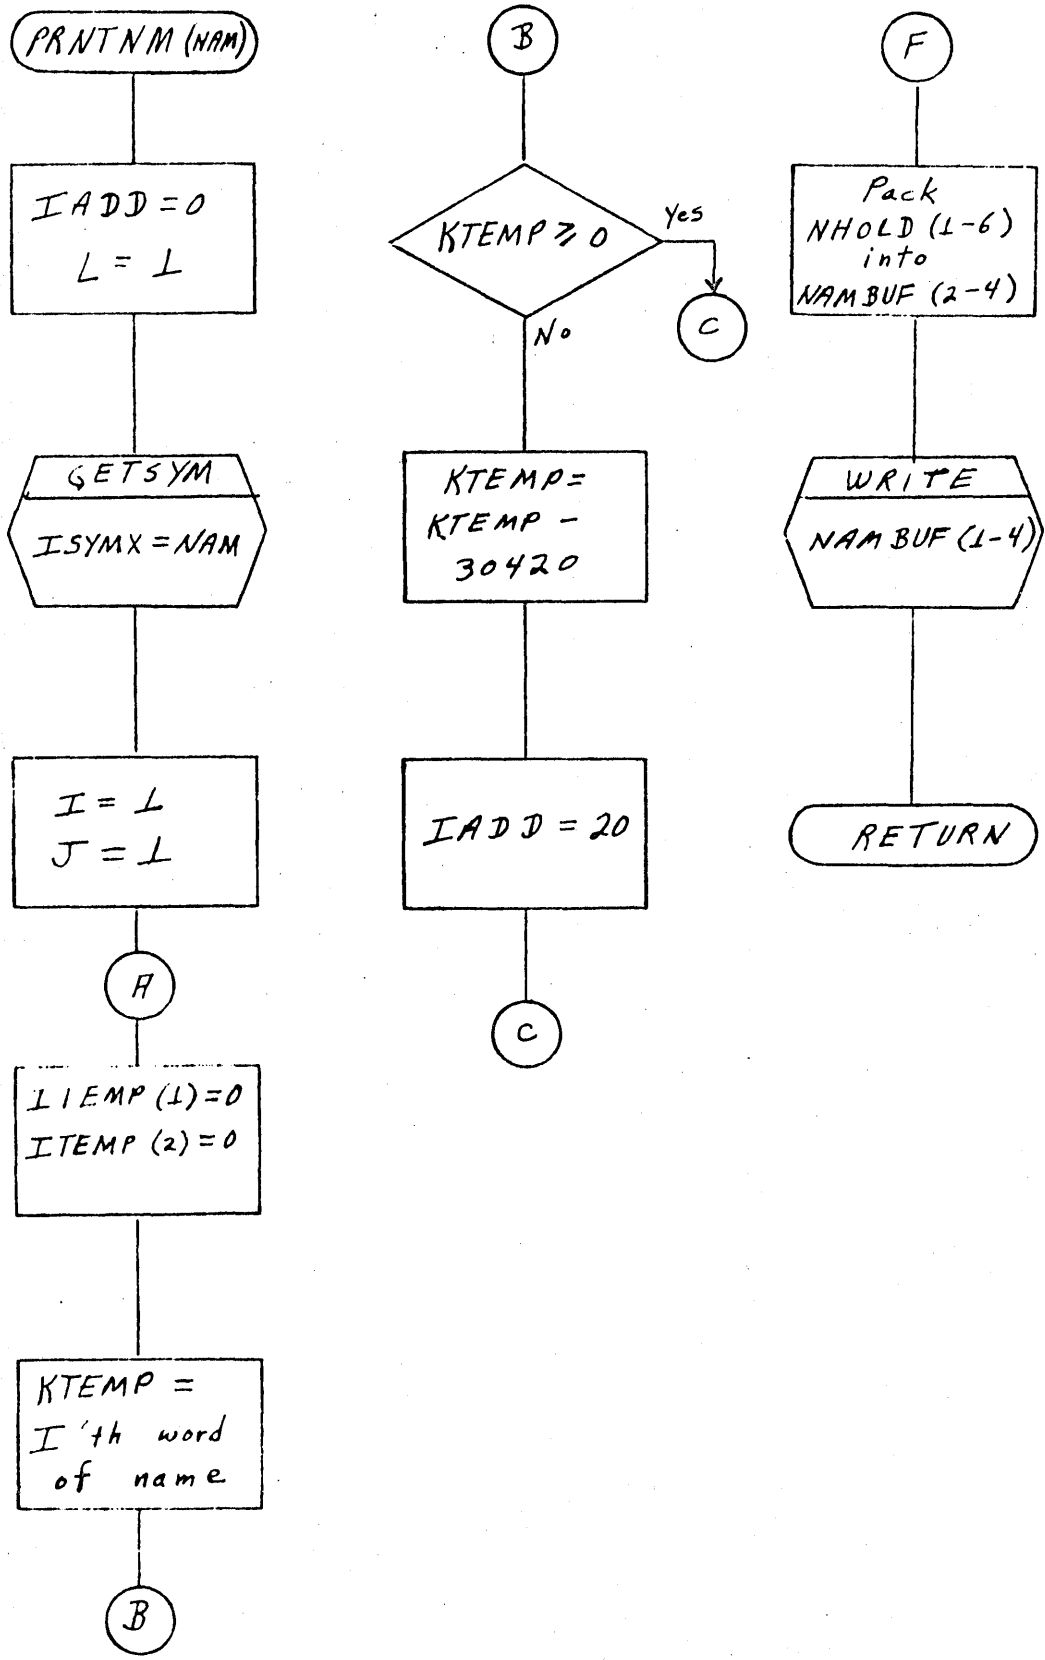 PRNTNM (NAM)
IADD = 0
L = 1
GETSYM
ISYMX = NAM
I = 1
J = 1
A
ITEMP (1) = 0
ITEMP (2) = 0
KTEMP =
I'th word
of name
B
B
KTEMP ≥ 0
Yes
C
No
KTEMP =
KTEMP -
30420
IADD = 20
C
F
Pack
NHOLD (1-6)
into
NAMBUF (2-4)
WRITE
NAMBUF (1-4)
RETURN